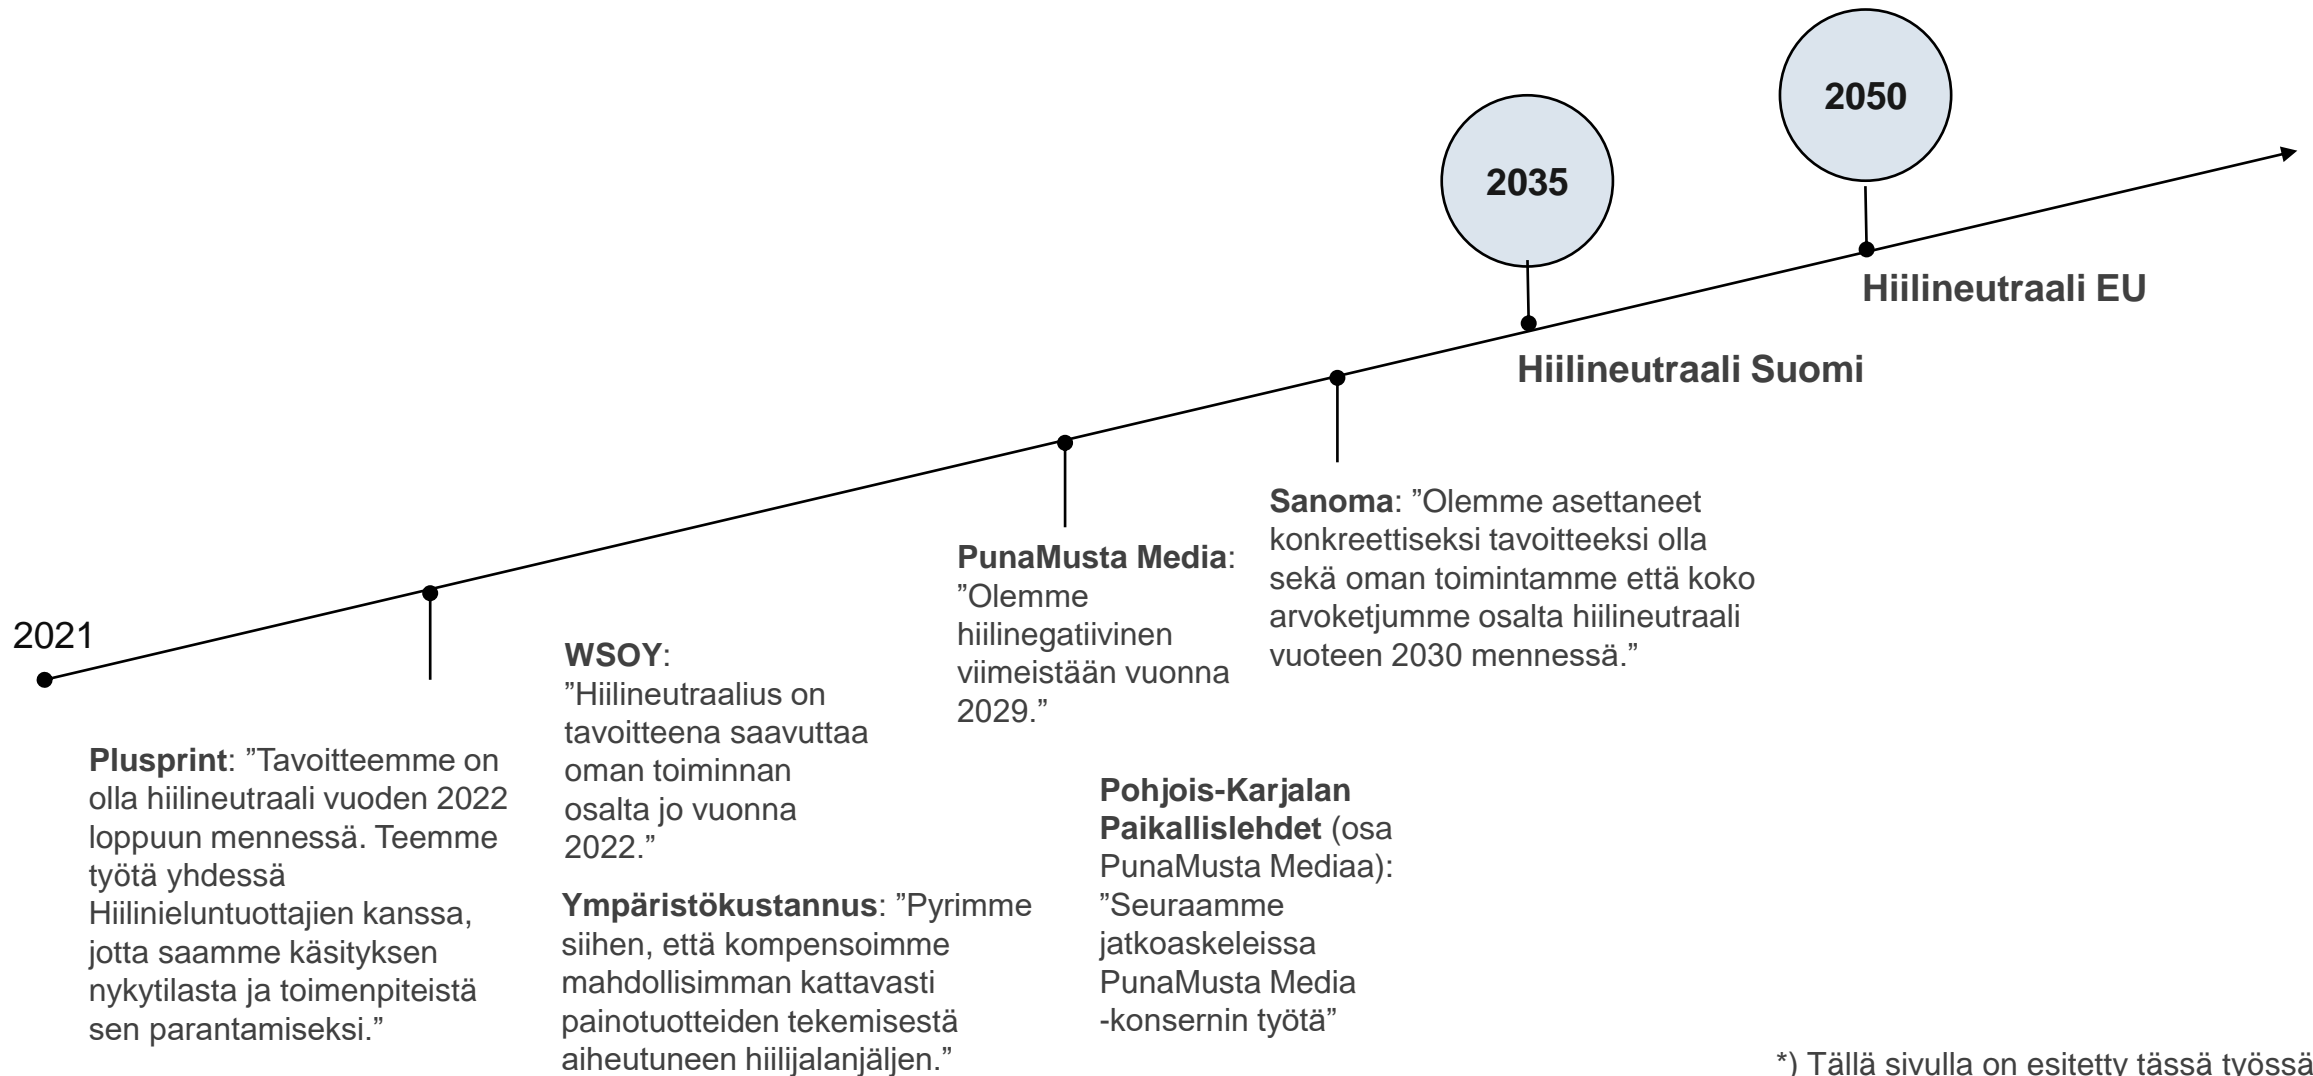 2050
2035
Hiilineutraali EU
Hiilineutraali Suomi
2021
Plusprint: ”Tavoitteemme on
olla hiilineutraali vuoden 2022
loppuun mennessä. Teemme
työtä yhdessä
Hiilinieluntuottajien kanssa,
jotta saamme käsityksen
nykytilasta ja toimenpiteistä
sen parantamiseksi.”
WSOY:
”Hiilineutraalius on
tavoitteena saavuttaa
oman toiminnan
osalta jo vuonna
2022.”
Ympäristökustannus: ”Pyrimme
siihen, että kompensoimme
mahdollisimman kattavasti
painotuotteiden tekemisestä
aiheutuneen hiilijalanjäljen.”
PunaMusta Media:
”Olemme
hiilinegatiivinen
viimeistään vuonna
2029.”
Pohjois-Karjalan
Paikallislehdet (osa
PunaMusta Mediaa):
”Seuraamme
jatkoaskeleissa
PunaMusta Media
-konsernin työtä”
Sanoma: ”Olemme asettaneet
konkreettiseksi tavoitteeksi olla
sekä oman toimintamme että koko
arvoketjumme osalta hiilineutraali
vuoteen 2030 mennessä.”
*) Tällä sivulla on esitetty tässä työssä